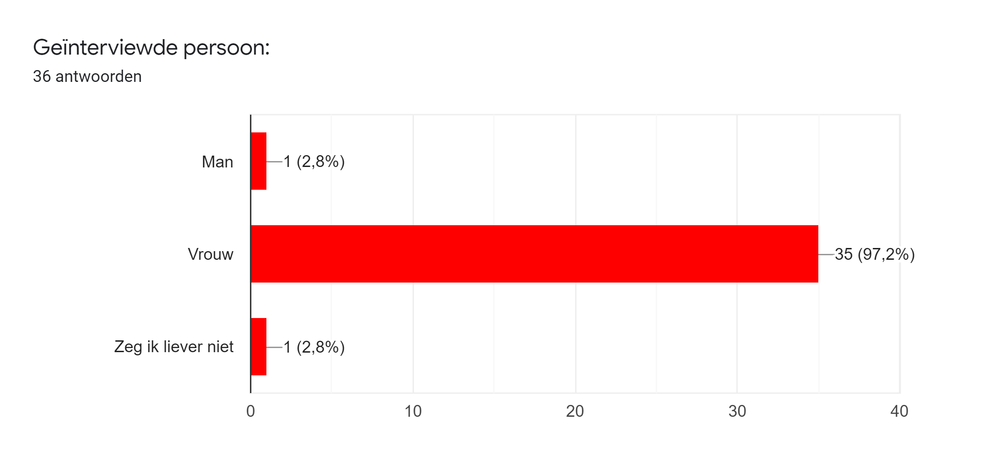 Geïnterviewde persoon:
36 antwoorden
Man
1 (2,8%)
Vrouw
35 (97,2%)
Zeg ik liever niet
1 (2,8%)
0 10 20 30 40